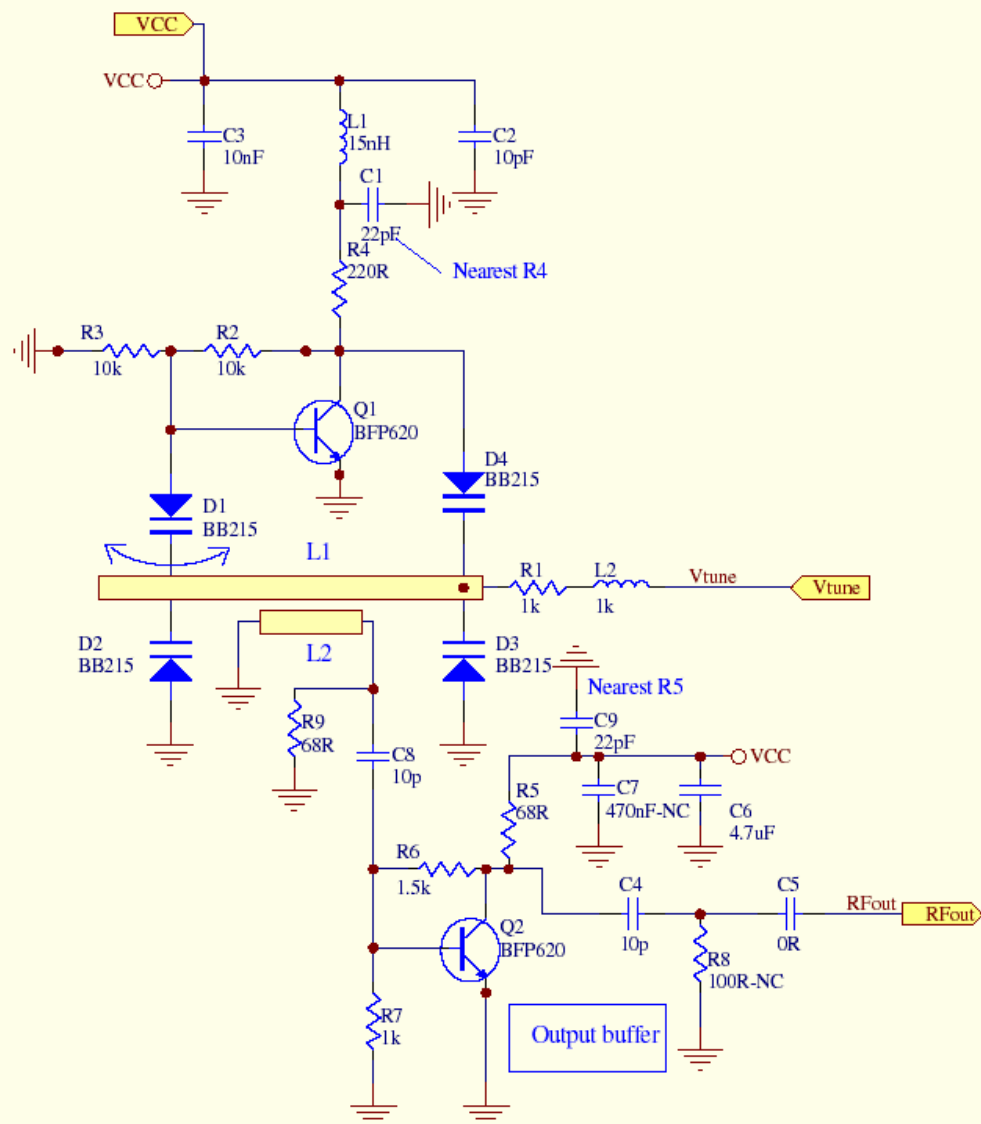 VCC
VCC
C3
10nF
L1
15nH
C2
10pF
C1
22pF
R4
220R
Nearest R4
R3
10k
R2
10k
Q1
BFP620
D4
BB215
D1
BB215
L1
R1
1k
L2
1k
Vtune
Vtune
D2
BB215
L2
D3
BB215
Nearest R5
R9
68R
C8
10p
C9
22pF
VCC
R5
68R
C7
470nF-NC
C6
4.7uF
R6
1.5k
C4
10p
C5
0R
RFout
RFout
Q2
BFP620
R8
100R-NC
R7
1k
Output buffer